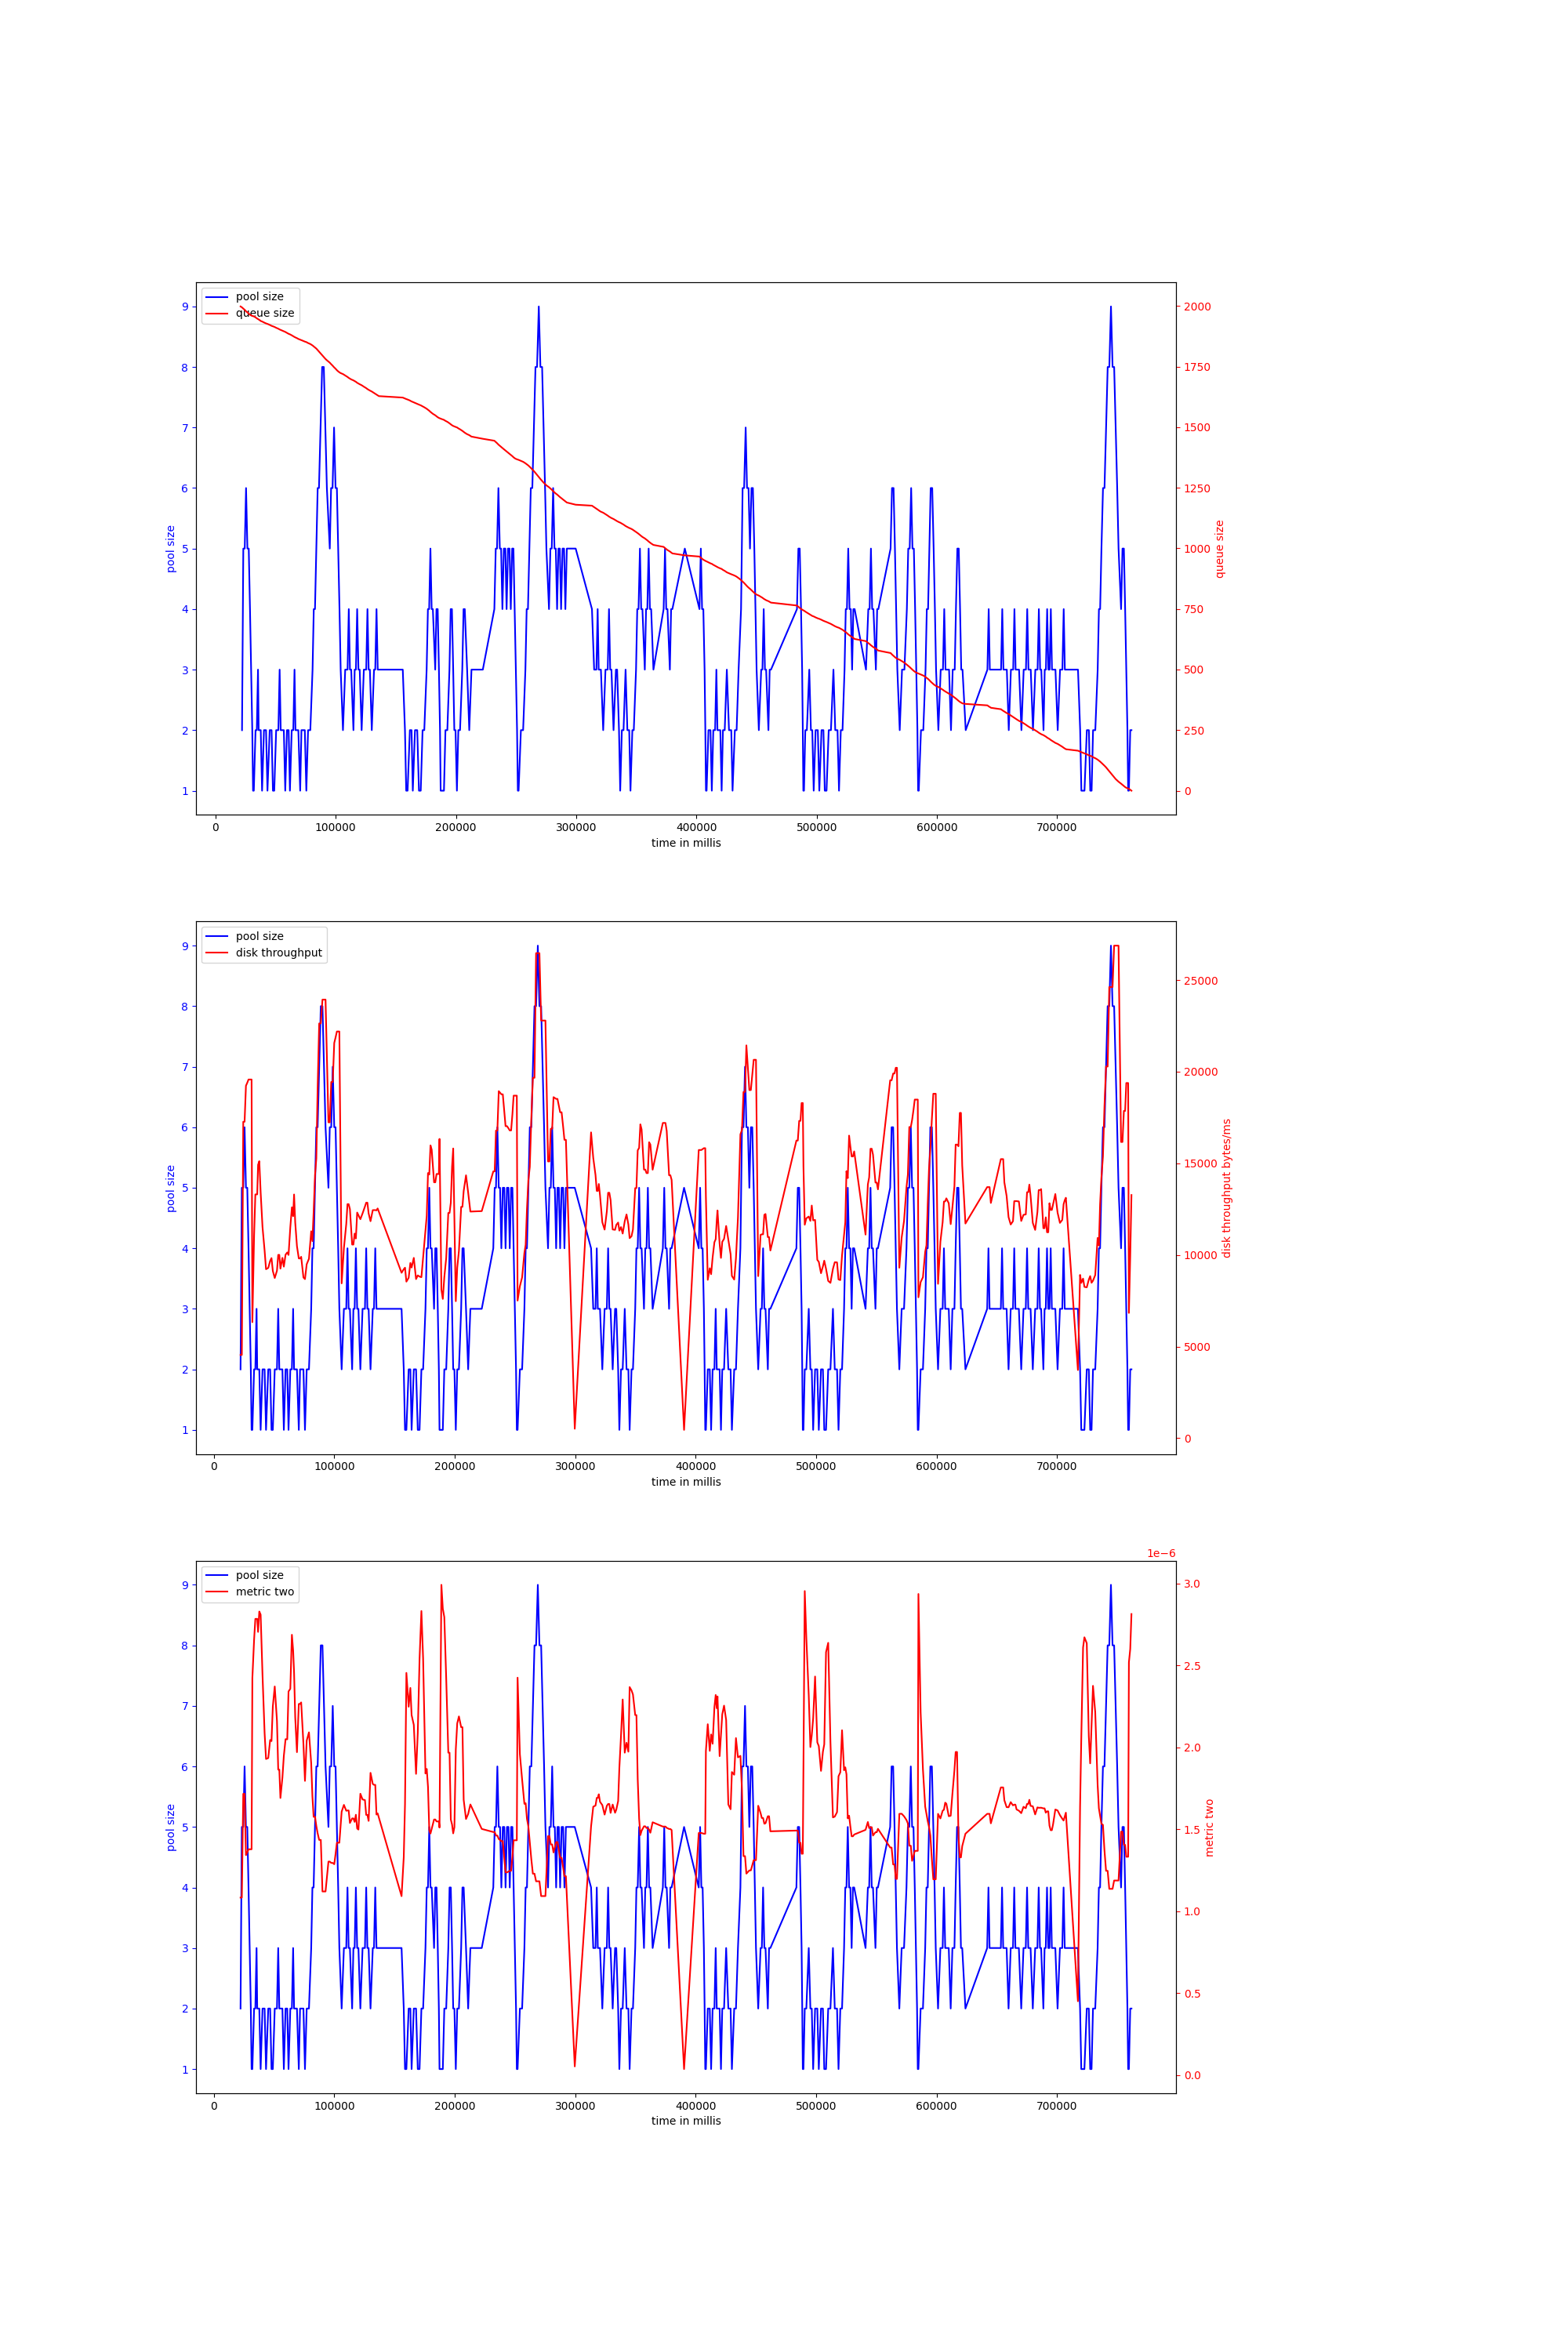 pool size
queue size
9
8
7
6
5
4
3
2
1
pool size
2000
1750
1500
1250
1000
750
500
250
0
queue size
0 100000 200000 300000 400000 500000 600000 700000
time in millis
pool size
disk throughput
9
8
7
6
5
4
3
2
1
pool size
25000
20000
15000
10000
5000
0
disk throughput bytes/ms
0 100000 200000 300000 400000 500000 600000 700000
time in millis
1e−6
pool size
metric two
9
8
7
6
5
4
3
2
1
pool size
3.0
2.5
2.0
1.5
1.0
0.5
0.0
metric two
0 100000 200000 300000 400000 500000 600000 700000
time in millis